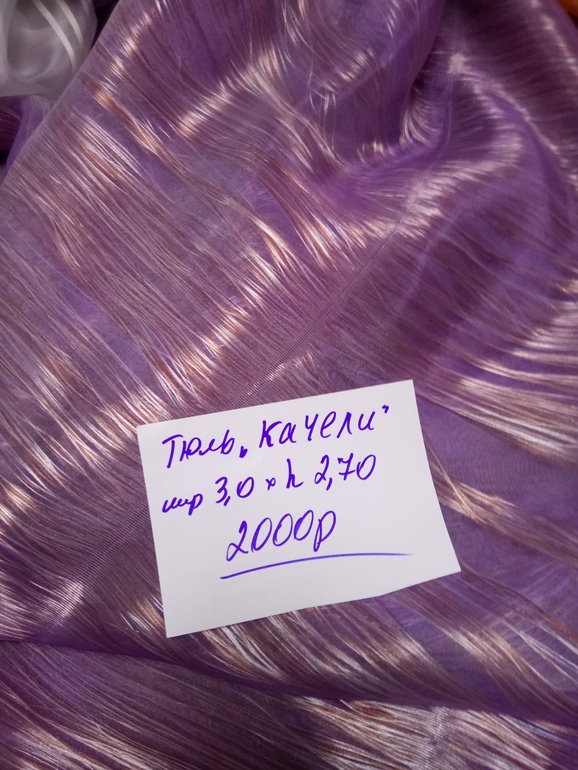 Тюль „Качели"
шир 3,0 × h 2,70
2000р